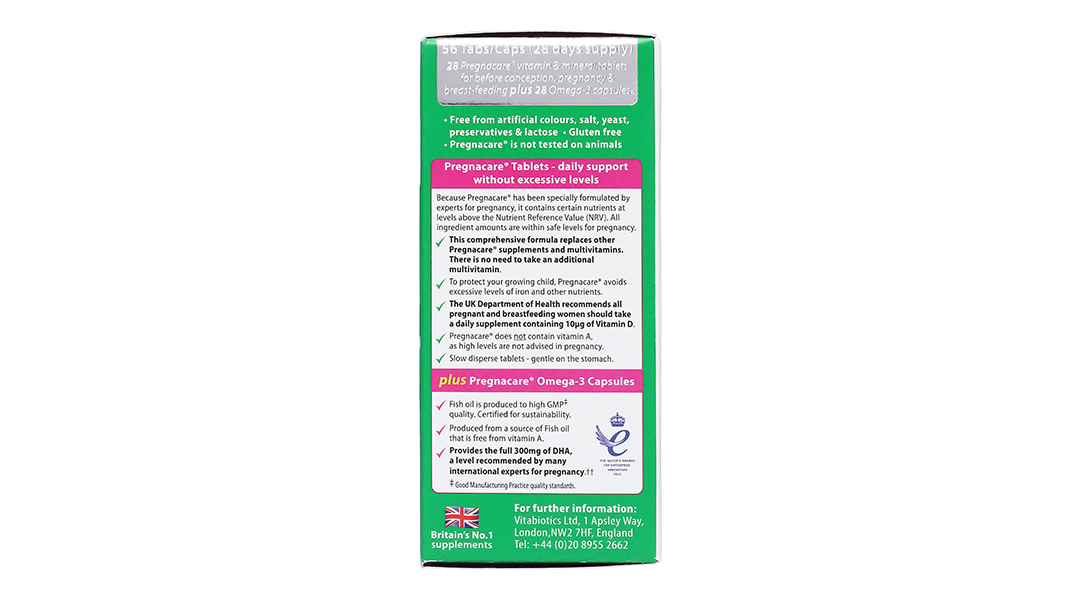 56 Tabs/Caps (28 days supply)
28 Pregnacare® vitamin & mineral tablets
for before conception, pregnancy &
breast-feeding plus 28 Omega-3 capsules
• Free from artificial colours, salt, yeast,
preservatives & lactose • Gluten free
• Pregnacare® is not tested on animals
Pregnacare® Tablets - daily support
without excessive levels
Because Pregnacare® has been specially formulated by
experts for pregnancy, it contains certain nutrients at
levels above the Nutrient Reference Value (NRV). All
ingredient amounts are within safe levels for pregnancy.
This comprehensive formula replaces other
Pregnacare® supplements and multivitamins.
There is no need to take an additional
multivitamin.
To protect your growing child, Pregnacare® avoids
excessive levels of iron and other nutrients.
The UK Department of Health recommends all
pregnant and breastfeeding women should take
a daily supplement containing 10µg of Vitamin D.
Pregnacare® does not contain vitamin A,
as high levels are not advised in pregnancy.
Slow disperse tablets - gentle on the stomach.
plus Pregnacare® Omega-3 Capsules
Fish oil is produced to high GMP‡
quality. Certified for sustainability.
Produced from a source of Fish oil
that is free from vitamin A.
Provides the full 300mg of DHA,
a level recommended by many
international experts for pregnancy.††
‡ Good Manufacturing Practice quality standards.
THE QUEEN'S AWARDS
FOR ENTERPRISE
INNOVATION
2003
Britain's No.1
supplements
For further information:
Vitabiotics Ltd, 1 Apsley Way,
London,NW2 7HF, England
Tel: +44 (0)20 8955 2662